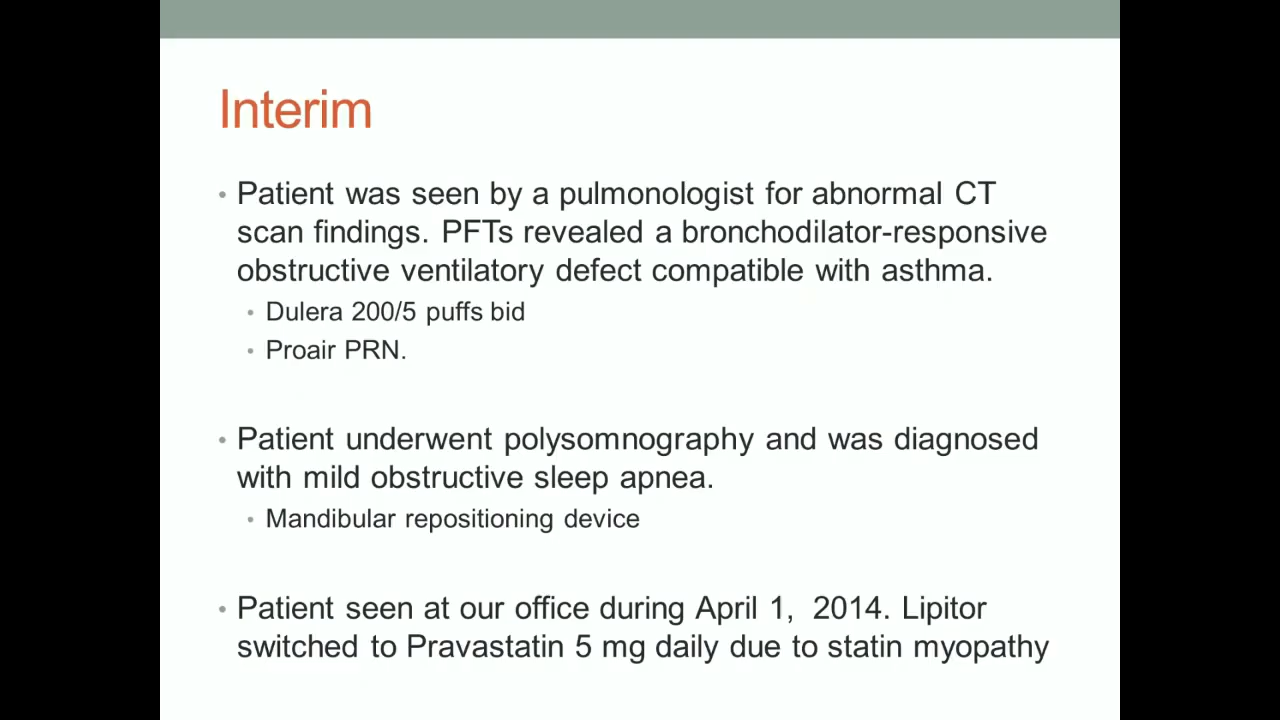 Interim
• Patient was seen by a pulmonologist for abnormal CT
scan findings. PFTs revealed a bronchodilator-responsive
obstructive ventilatory defect compatible with asthma.
• Dulera 200/5 puffs bid
• Proair PRN.
• Patient underwent polysomnography and was diagnosed
with mild obstructive sleep apnea.
• Mandibular repositioning device
• Patient seen at our office during April 1,  2014. Lipitor
switched to Pravastatin 5 mg daily due to statin myopathy